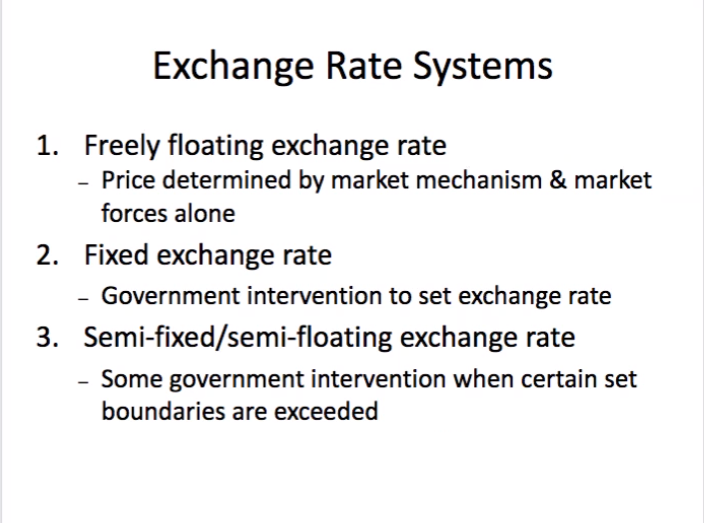 Exchange Rate Systems
1. Freely floating exchange rate
– Price determined by market mechanism & market
forces alone
2. Fixed exchange rate
– Government intervention to set exchange rate
3. Semi-fixed/semi-floating exchange rate
– Some government intervention when certain set
boundaries are exceeded